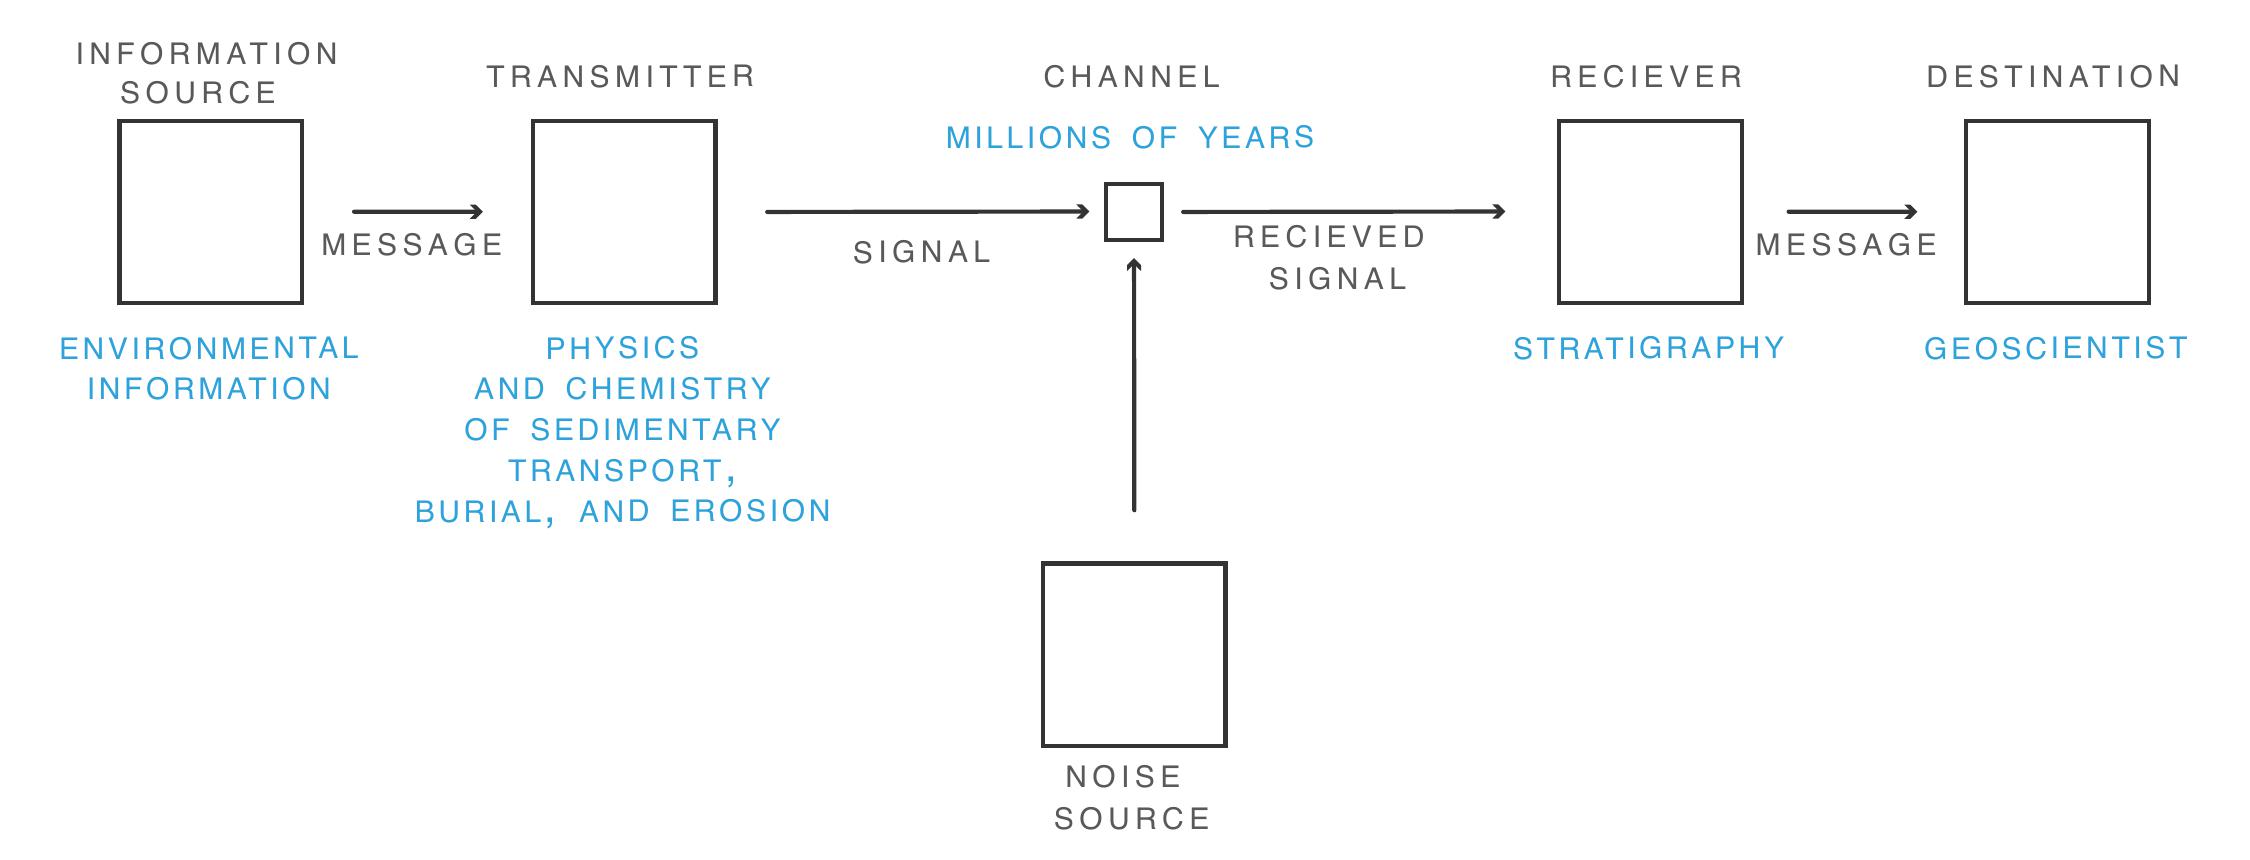 INFORMATION
SOURCE
TRANSMITTER
CHANNEL
RECIEVER
DESTINATION
MILLIONS OF YEARS
MESSAGE
SIGNAL
RECIEVED
SIGNAL
MESSAGE
ENVIRONMENTAL
INFORMATION
PHYSICS
AND CHEMISTRY
OF SEDIMENTARY
TRANSPORT,
BURIAL, AND EROSION
STRATIGRAPHY
GEOSCIENTIST
NOISE
SOURCE